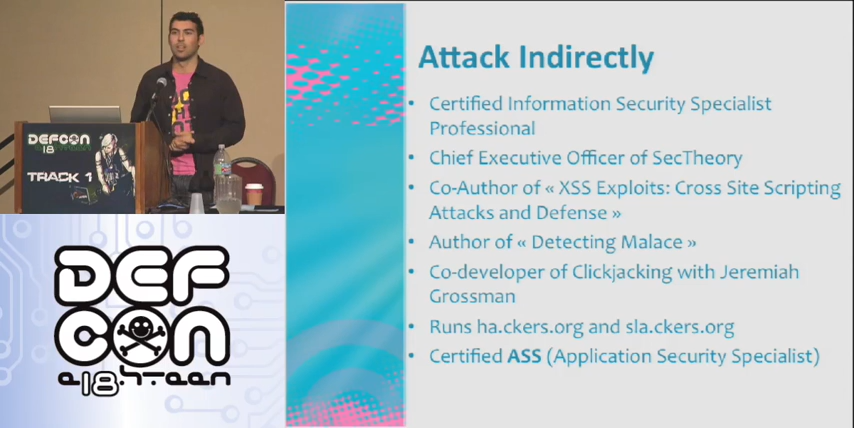 DEFCON
18
TRACK 1
DEF
CON
e18hteen
Attack Indirectly
• Certified Information Security Specialist
Professional
• Chief Executive Officer of SecTheory
• Co-Author of « XSS Exploits: Cross Site Scripting
Attacks and Defense »
• Author of « Detecting Malace »
• Co-developer of Clickjacking with Jeremiah
Grossman
• Runs ha.ckers.org and sla.ckers.org
• Certified ASS (Application Security Specialist)